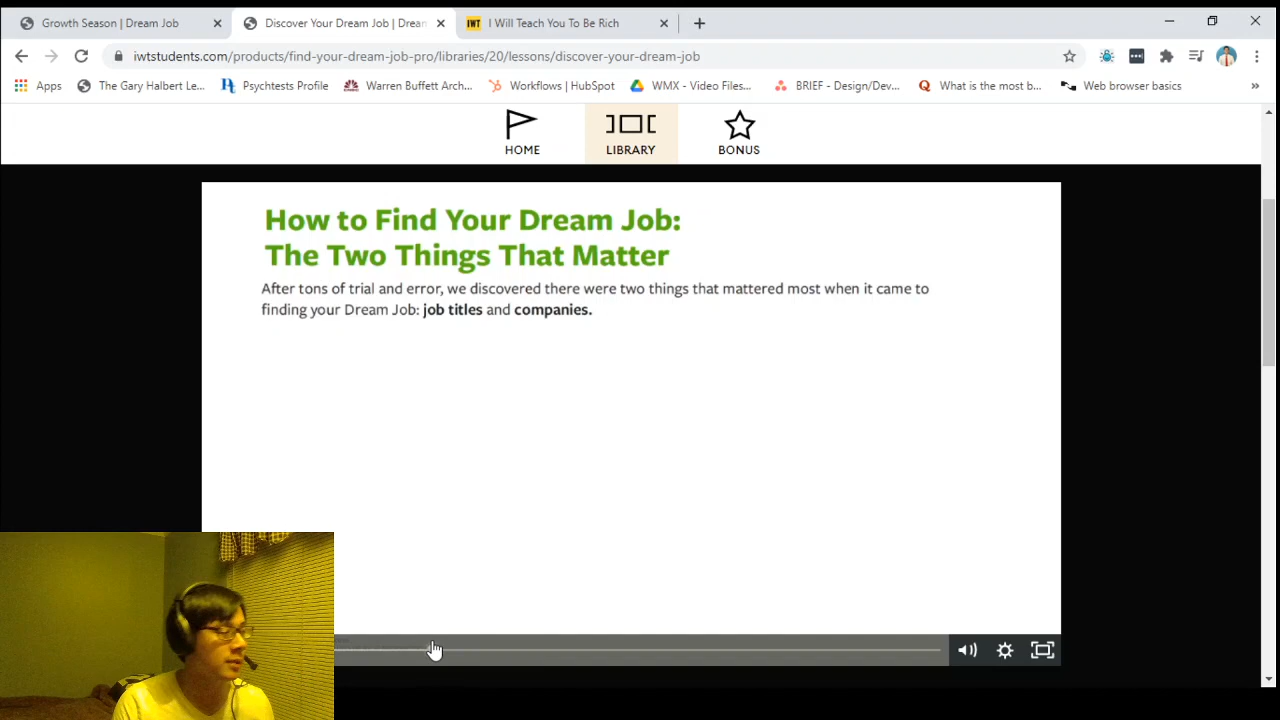 Growth Season | Dream Job
Discover Your Dream Job | Drear
IWT I Will Teach You To Be Rich
iwtstudents.com/products/find-your-dream-job-pro/libraries/20/lessons/discover-your-dream-job
Apps The Gary Halbert Le... Psychtests Profile Warren Buffett Arch... Workflows | HubSpot WMX - Video Files... BRIEF - Design/Dev... What is the most b... Web browser basics »
HOME LIBRARY BONUS
How to Find Your Dream Job:
The Two Things That Matter
After tons of trial and error, we discovered there were two things that mattered most when it came to
finding your Dream Job: job titles and companies.